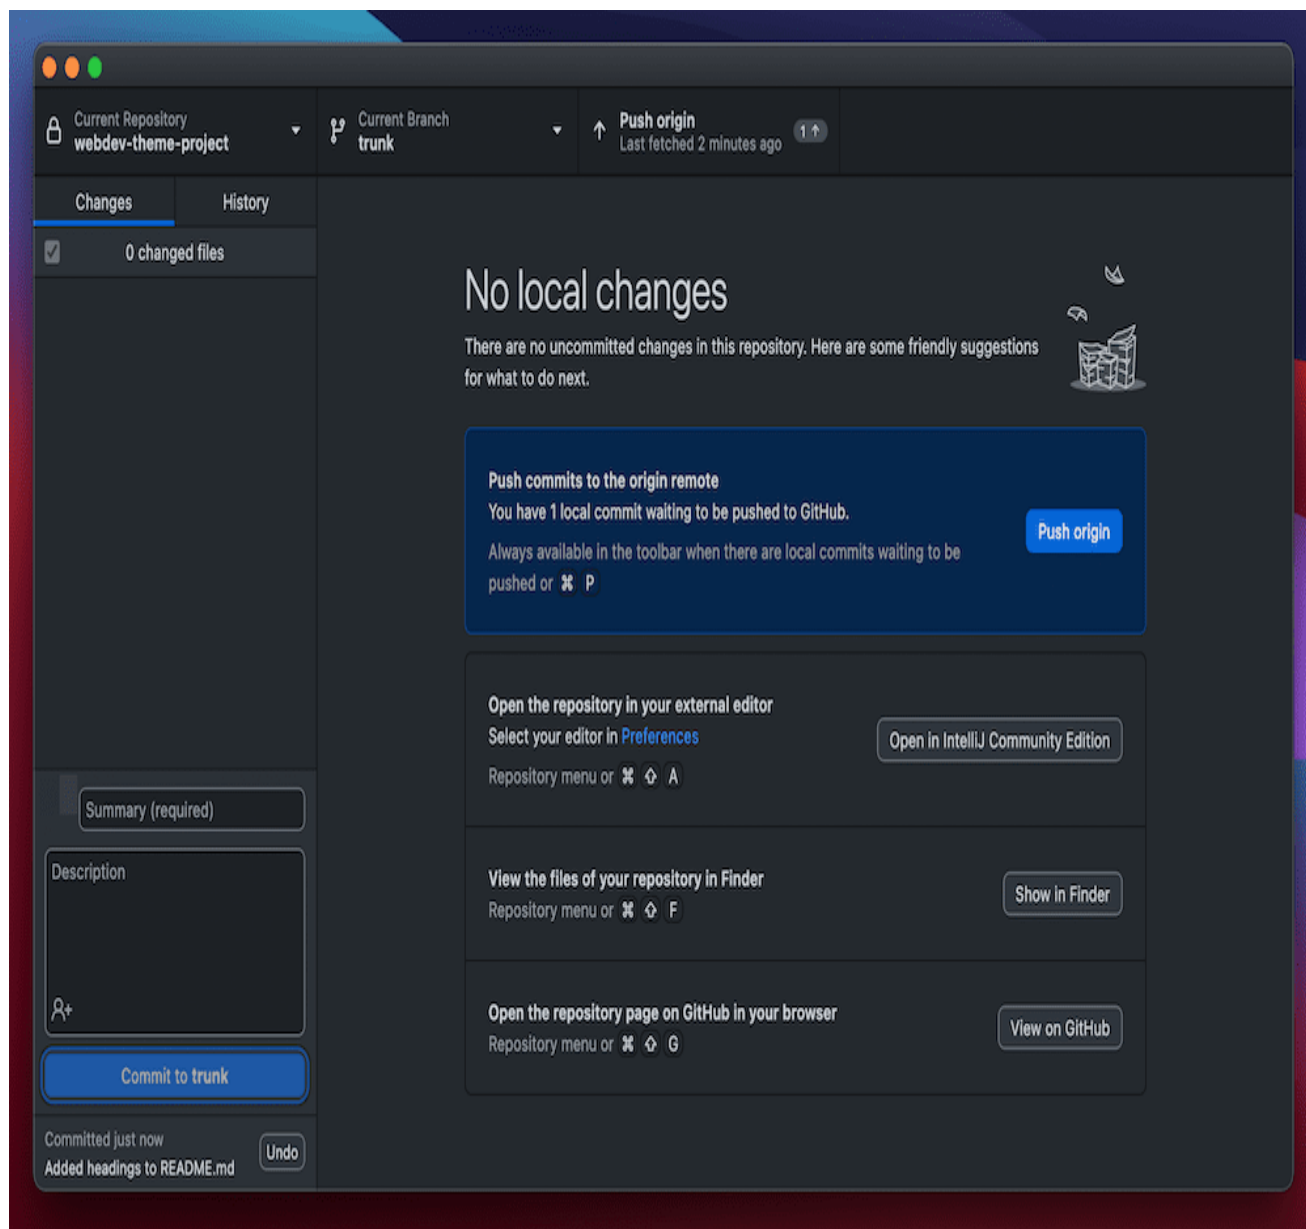 Current Repository
webdev-theme-project
Current Branch
trunk
Push origin
Last fetched 2 minutes ago
1↑
Changes
History
0 changed files
No local changes
There are no uncommitted changes in this repository. Here are some friendly suggestions
for what to do next.
Push commits to the origin remote
You have 1 local commit waiting to be pushed to GitHub.
Always available in the toolbar when there are local commits waiting to be
pushed or ⌘ P
Push origin
Open the repository in your external editor
Select your editor in Preferences
Repository menu or ⌘ ⇧ A
Open in IntelliJ Community Edition
View the files of your repository in Finder
Repository menu or ⌘ ⇧ F
Show in Finder
Open the repository page on GitHub in your browser
Repository menu or ⌘ ⇧ G
View on GitHub
Summary (required)
Description
Commit to trunk
Committed just now
Added headings to README.md
Undo